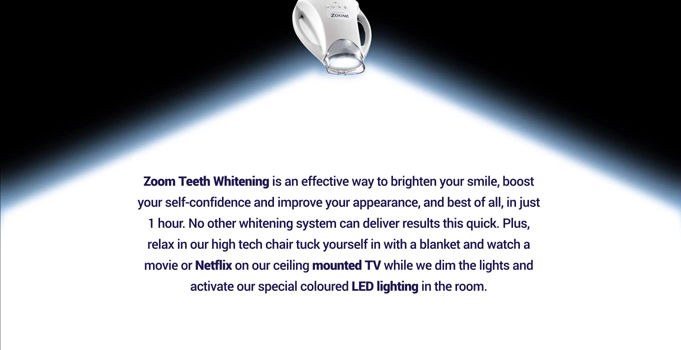 ZOOM!
Zoom Teeth Whitening is an effective way to brighten your smile, boost
your self-confidence and improve your appearance, and best of all, in just
1 hour. No other whitening system can deliver results this quick. Plus,
relax in our high tech chair tuck yourself in with a blanket and watch a
movie or Netflix on our ceiling mounted TV while we dim the lights and
activate our special coloured LED lighting in the room.